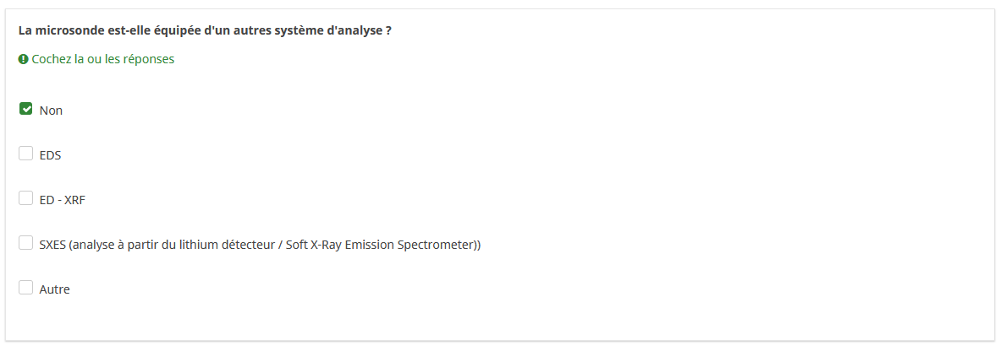 La microsonde est-elle équipée d'un autres système d'analyse ?
Cochez la ou les réponses
Non
EDS
ED - XRF
SXES (analyse à partir du lithium détecteur / Soft X-Ray Emission Spectrometer))
Autre